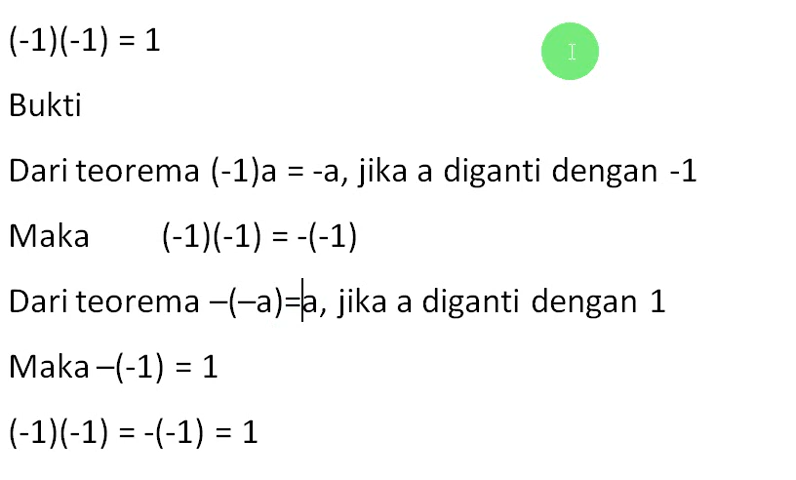 (-1)(-1) = 1
Bukti
Dari teorema (-1)a = -a, jika a diganti dengan -1
Maka (-1)(-1) = -(-1)
Dari teorema –(–a)=a, jika a diganti dengan 1
Maka –(-1) = 1
(-1)(-1) = -(-1) = 1